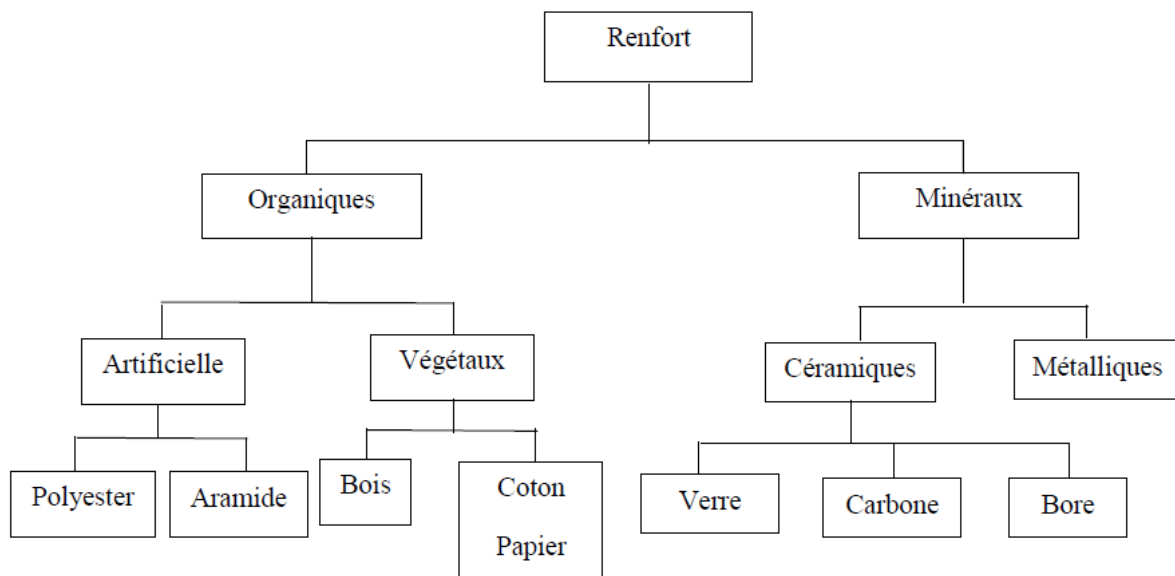 Renfort
Organiques
Minéraux
Artificielle
Végétaux
Céramiques
Métalliques
Polyester
Aramide
Bois
Coton
Papier
Verre
Carbone
Bore